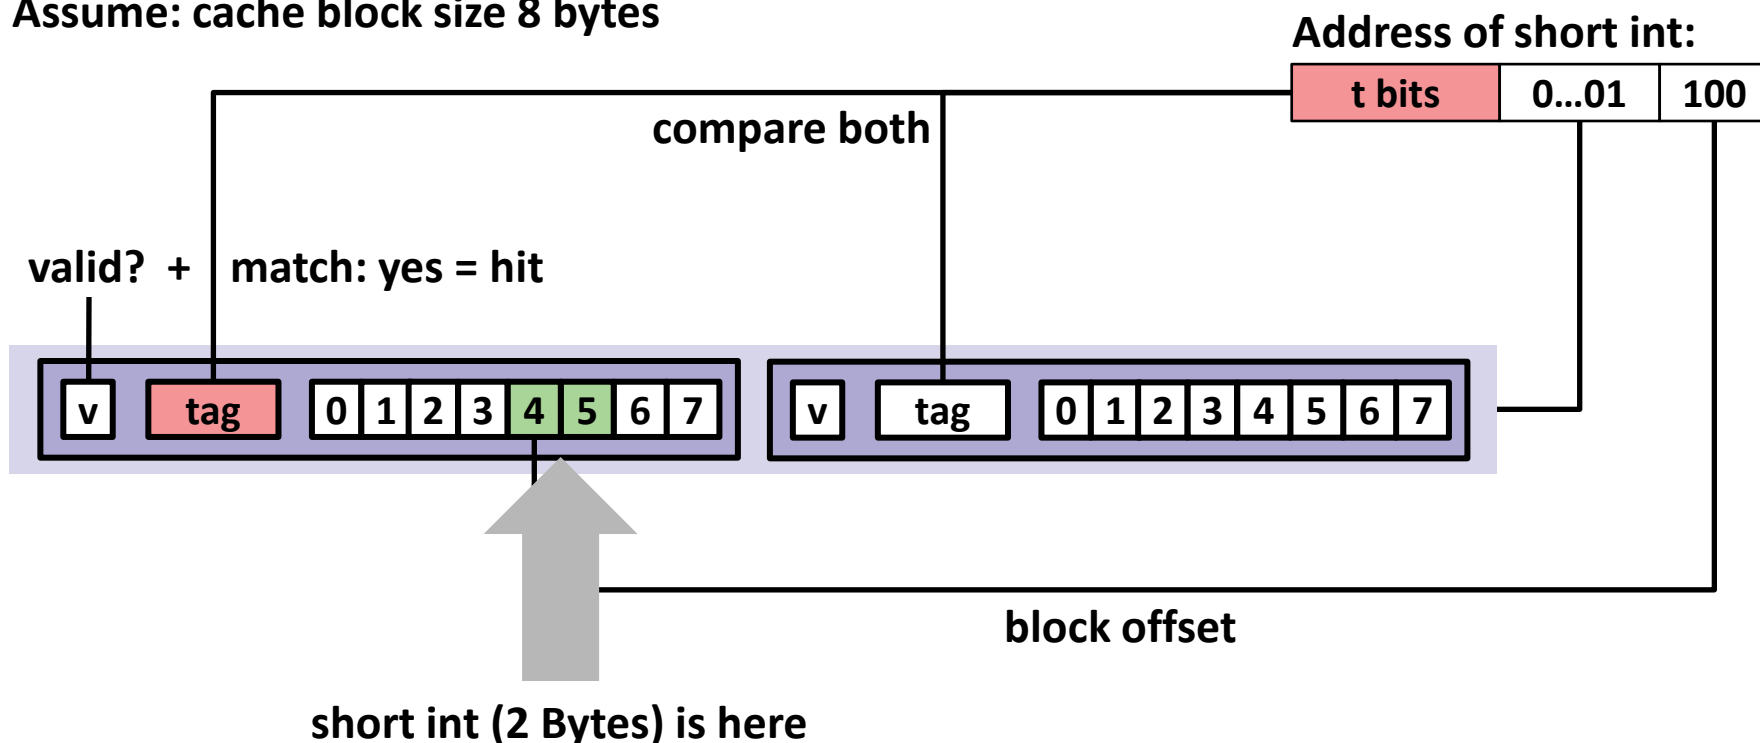 Assume: cache block size 8 bytes
Address of short int:
t bits 0...01 100
compare both
valid? + match: yes = hit
v tag 0 1 2 3 4 5 6 7 v tag 0 1 2 3 4 5 6 7
block offset
short int (2 Bytes) is here